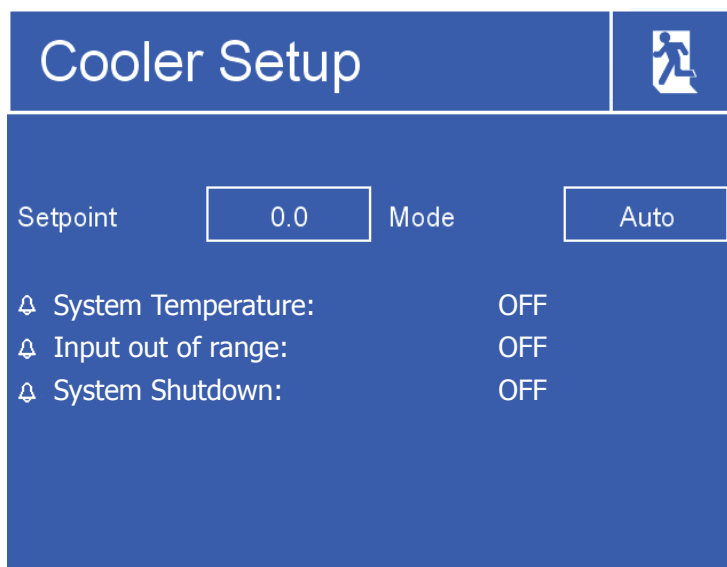 Cooler Setup
Setpoint 0.0 Mode Auto
System Temperature: OFF
Input out of range: OFF
System Shutdown: OFF